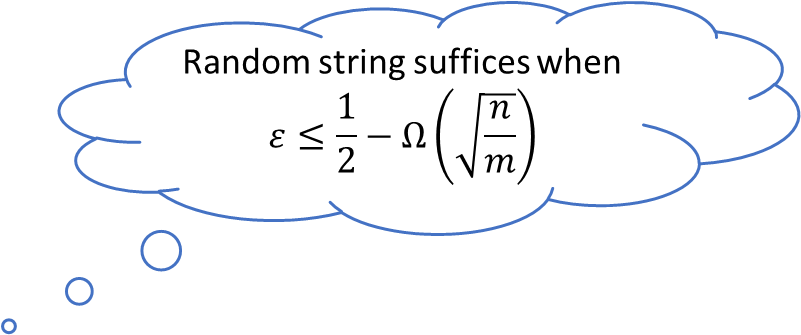 Random string suffices when
ε ≤ 1/2 − Ω(√(n/m))